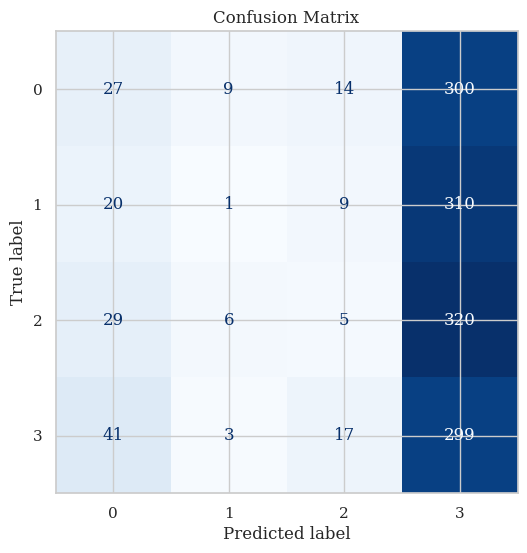 Confusion Matrix
True label
0 27 9 14 300
1 20 1 9 310
2 29 6 5 320
3 41 3 17 299
0 1 2 3
Predicted label